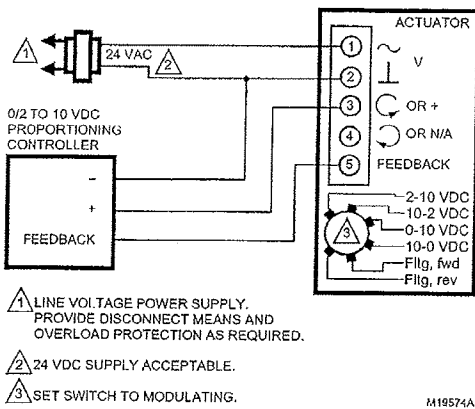 ACTUATOR
1
24 VAC
2
1
V
2
0/2 TO 10 VDC
PROPORTIONING
CONTROLLER
3 OR +
4 OR N/A
5 FEEDBACK
−
+
FEEDBACK
2-10 VDC
10-2 VDC
3
0-10 VDC
10-0 VDC
Fltg, fwd
Fltg, rev
1 LINE VOLTAGE POWER SUPPLY.
PROVIDE DISCONNECT MEANS AND
OVERLOAD PROTECTION AS REQUIRED.
2 24 VDC SUPPLY ACCEPTABLE.
3 SET SWITCH TO MODULATING.
M19574A